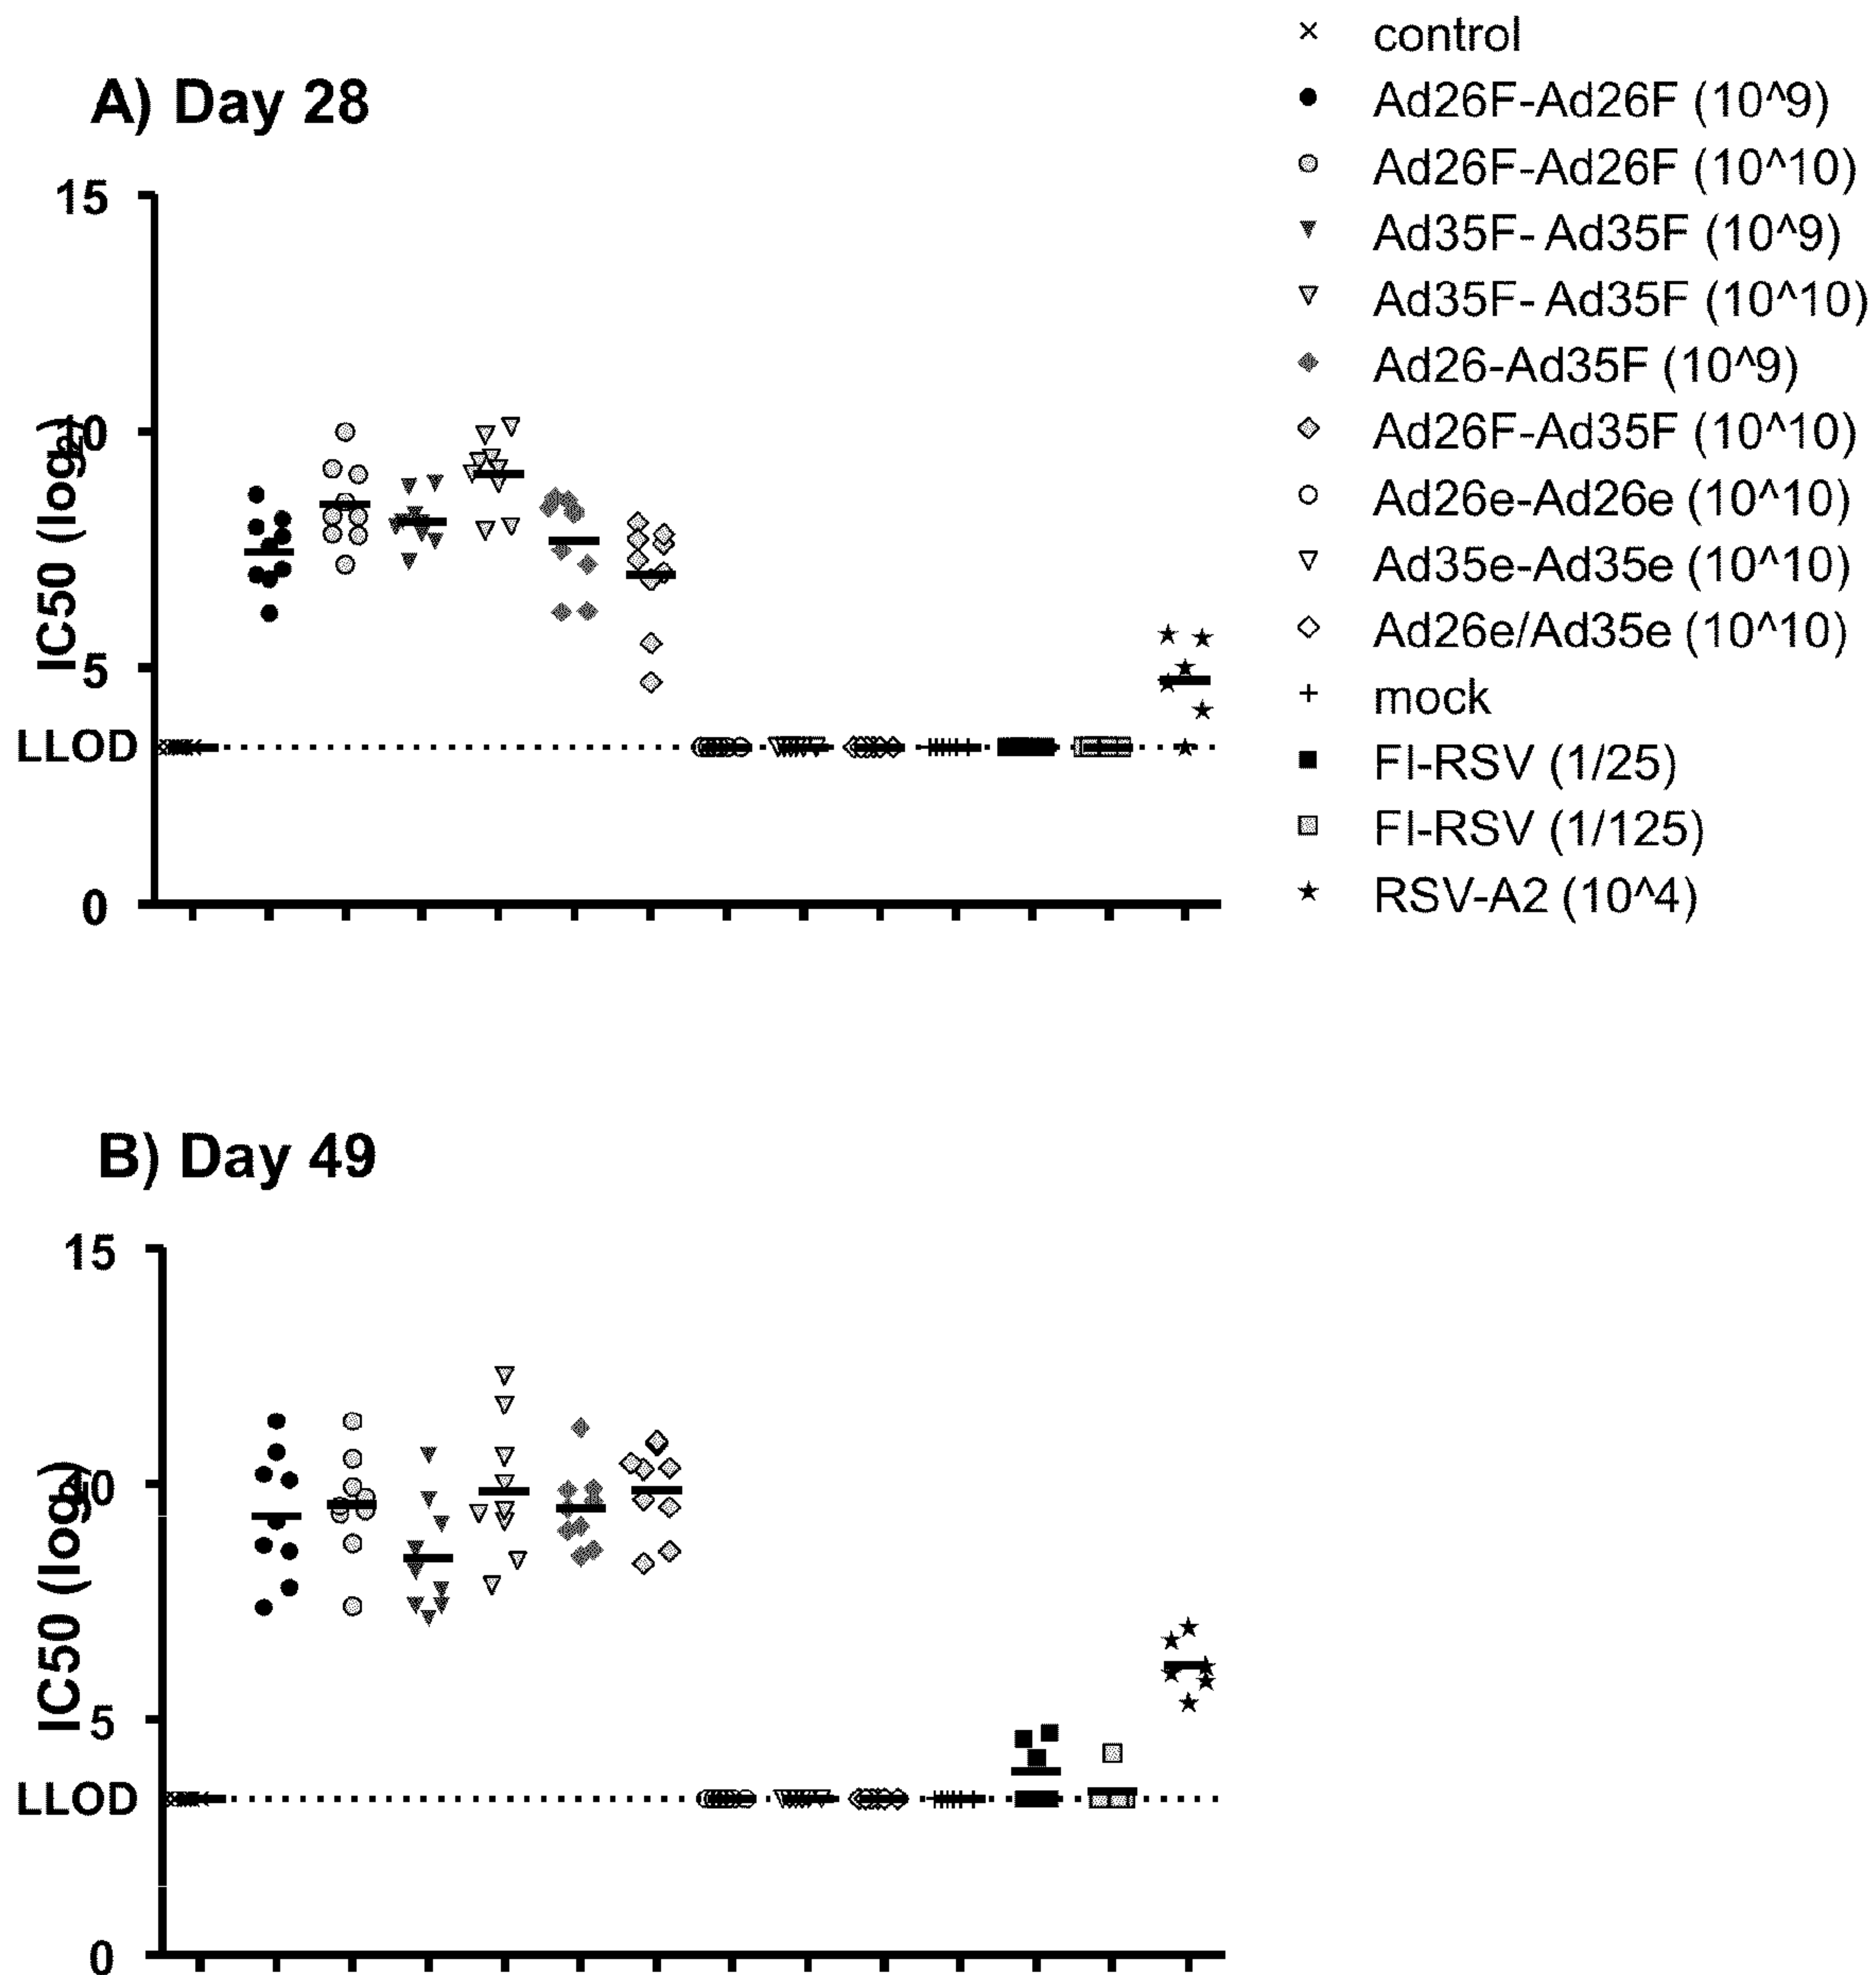 A) Day 28
15
10
5
LLOD
0
IC50 (log2)
× control
● Ad26F-Ad26F (10^9)
Ad26F-Ad26F (10^10)
▼ Ad35F- Ad35F (10^9)
▽ Ad35F- Ad35F (10^10)
◆ Ad26-Ad35F (10^9)
◇ Ad26F-Ad35F (10^10)
○ Ad26e-Ad26e (10^10)
▽ Ad35e-Ad35e (10^10)
◇ Ad26e/Ad35e (10^10)
+ mock
■ FI-RSV (1/25)
FI-RSV (1/125)
★ RSV-A2 (10^4)
B) Day 49
15
10
5
LLOD
0
IC50 (log2)